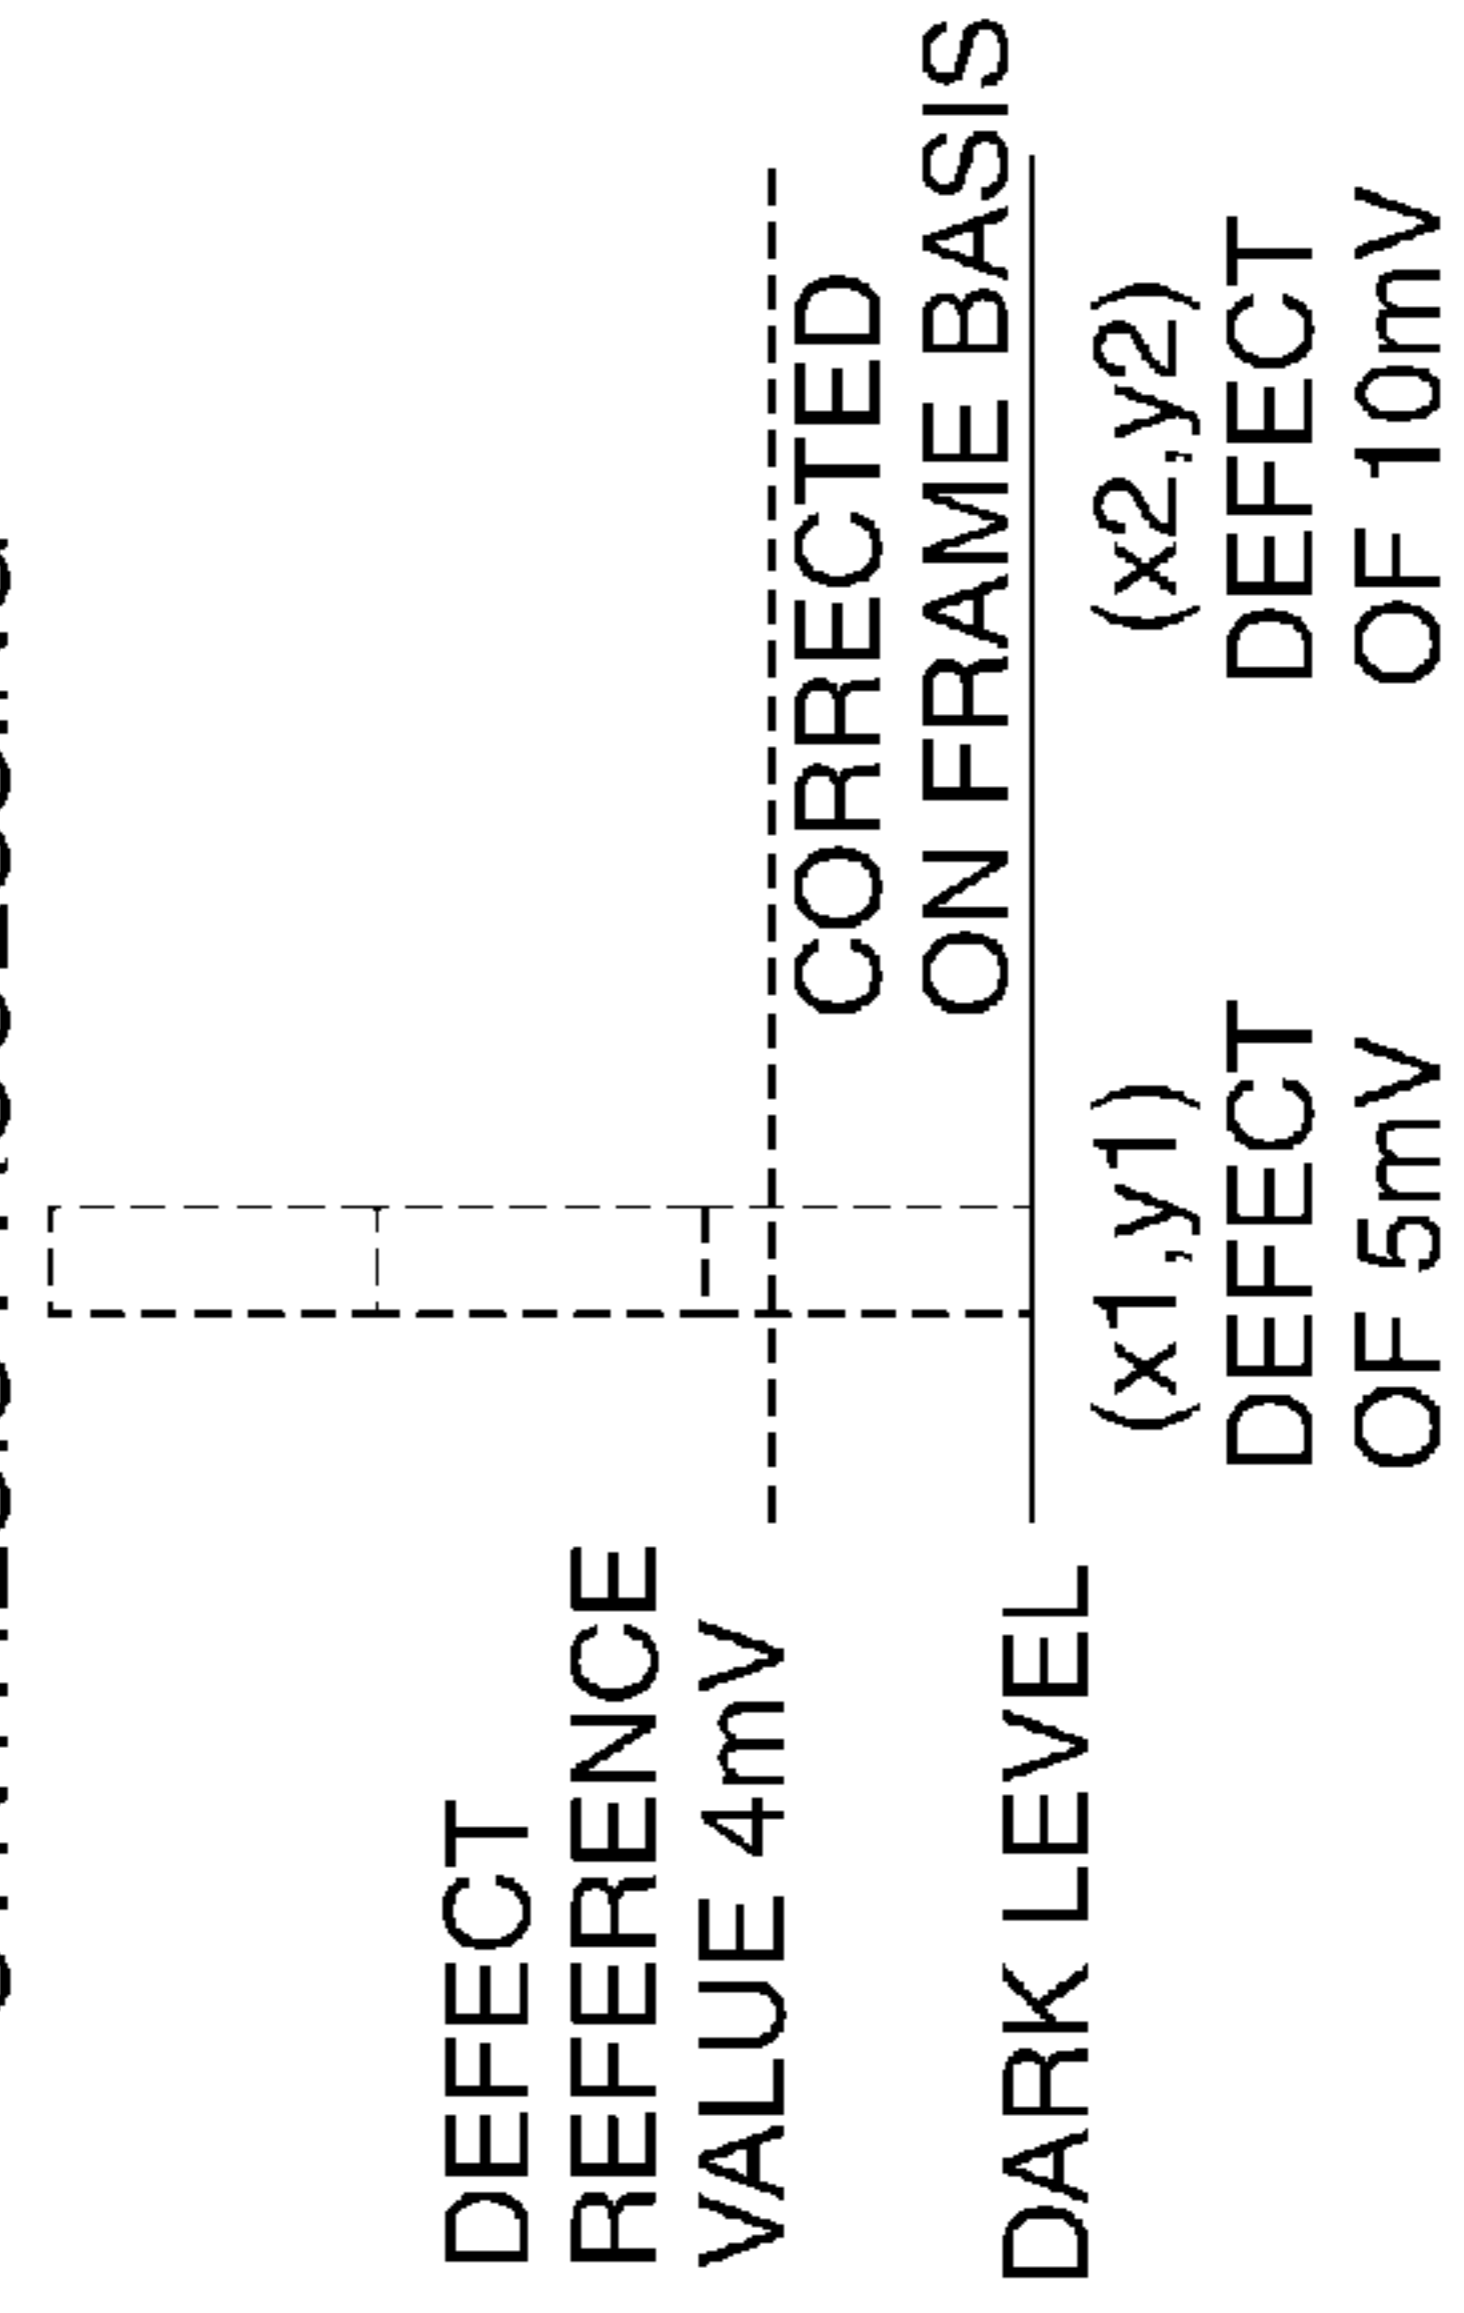 DEFECT
REFERENCE
VALUE 4mV
DARK LEVEL
CORRECTED
ON FRAME BASIS
(x1,y1)
DEFECT
OF 5mV
(x2,y2)
DEFECT
OF 10mV